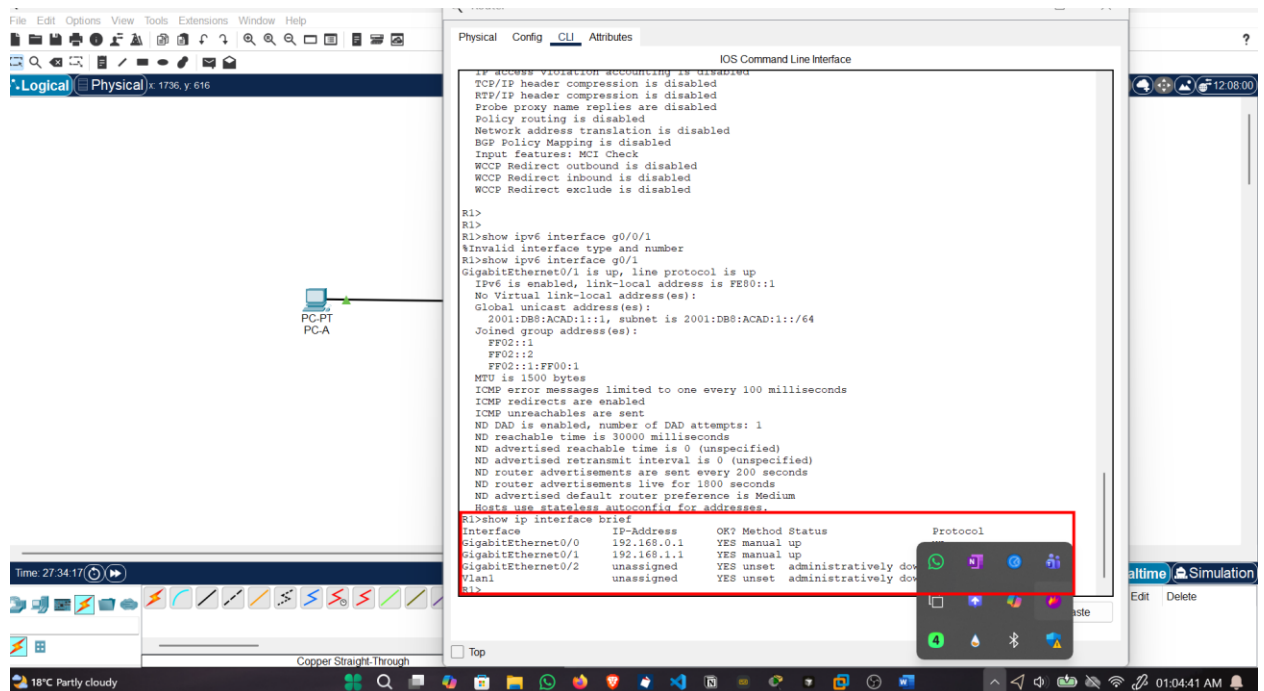 File Edit Options View Tools Extensions Window Help
Logical Physical x: 1736, y: 616
PC-PT
PC-A
Time: 27:34:17
Copper Straight-Through
Physical Config CLI Attributes
?
IOS Command Line Interface
IP access violation accounting is disabled
TCP/IP header compression is disabled
RTP/IP header compression is disabled
Probe proxy name replies are disabled
Policy routing is disabled
Network address translation is disabled
BGP Policy Mapping is disabled
Input features: MCI Check
WCCP Redirect outbound is disabled
WCCP Redirect inbound is disabled
WCCP Redirect exclude is disabled
R1>
R1>
R1>show ipv6 interface g0/0/1
%Invalid interface type and number
R1>show ipv6 interface g0/1
GigabitEthernet0/1 is up, line protocol is up
IPv6 is enabled, link-local address is FE80::1
No Virtual link-local address(es):
Global unicast address(es):
2001:DB8:ACAD:1::1, subnet is 2001:DB8:ACAD:1::/64
Joined group address(es):
FF02::1
FF02::2
FF02::1:FF00:1
MTU is 1500 bytes
ICMP error messages limited to one every 100 milliseconds
ICMP redirects are enabled
ICMP unreachables are sent
ND DAD is enabled, number of DAD attempts: 1
ND reachable time is 30000 milliseconds
ND advertised reachable time is 0 (unspecified)
ND advertised retransmit interval is 0 (unspecified)
ND router advertisements are sent every 200 seconds
ND router advertisements live for 1800 seconds
ND advertised default router preference is Medium
Hosts use stateless autoconfig for addresses.
R1>show ip interface brief
Interface IP-Address OK? Method Status Protocol
GigabitEthernet0/0 192.168.0.1 YES manual up
GigabitEthernet0/1 192.168.1.1 YES manual up
GigabitEthernet0/2 unassigned YES unset administratively dow
Vlan1 unassigned YES unset administratively dow
R1>
aste
Top
12:08:00
altime Simulation
Edit Delete
4
18°C Partly cloudy
01:04:41 AM